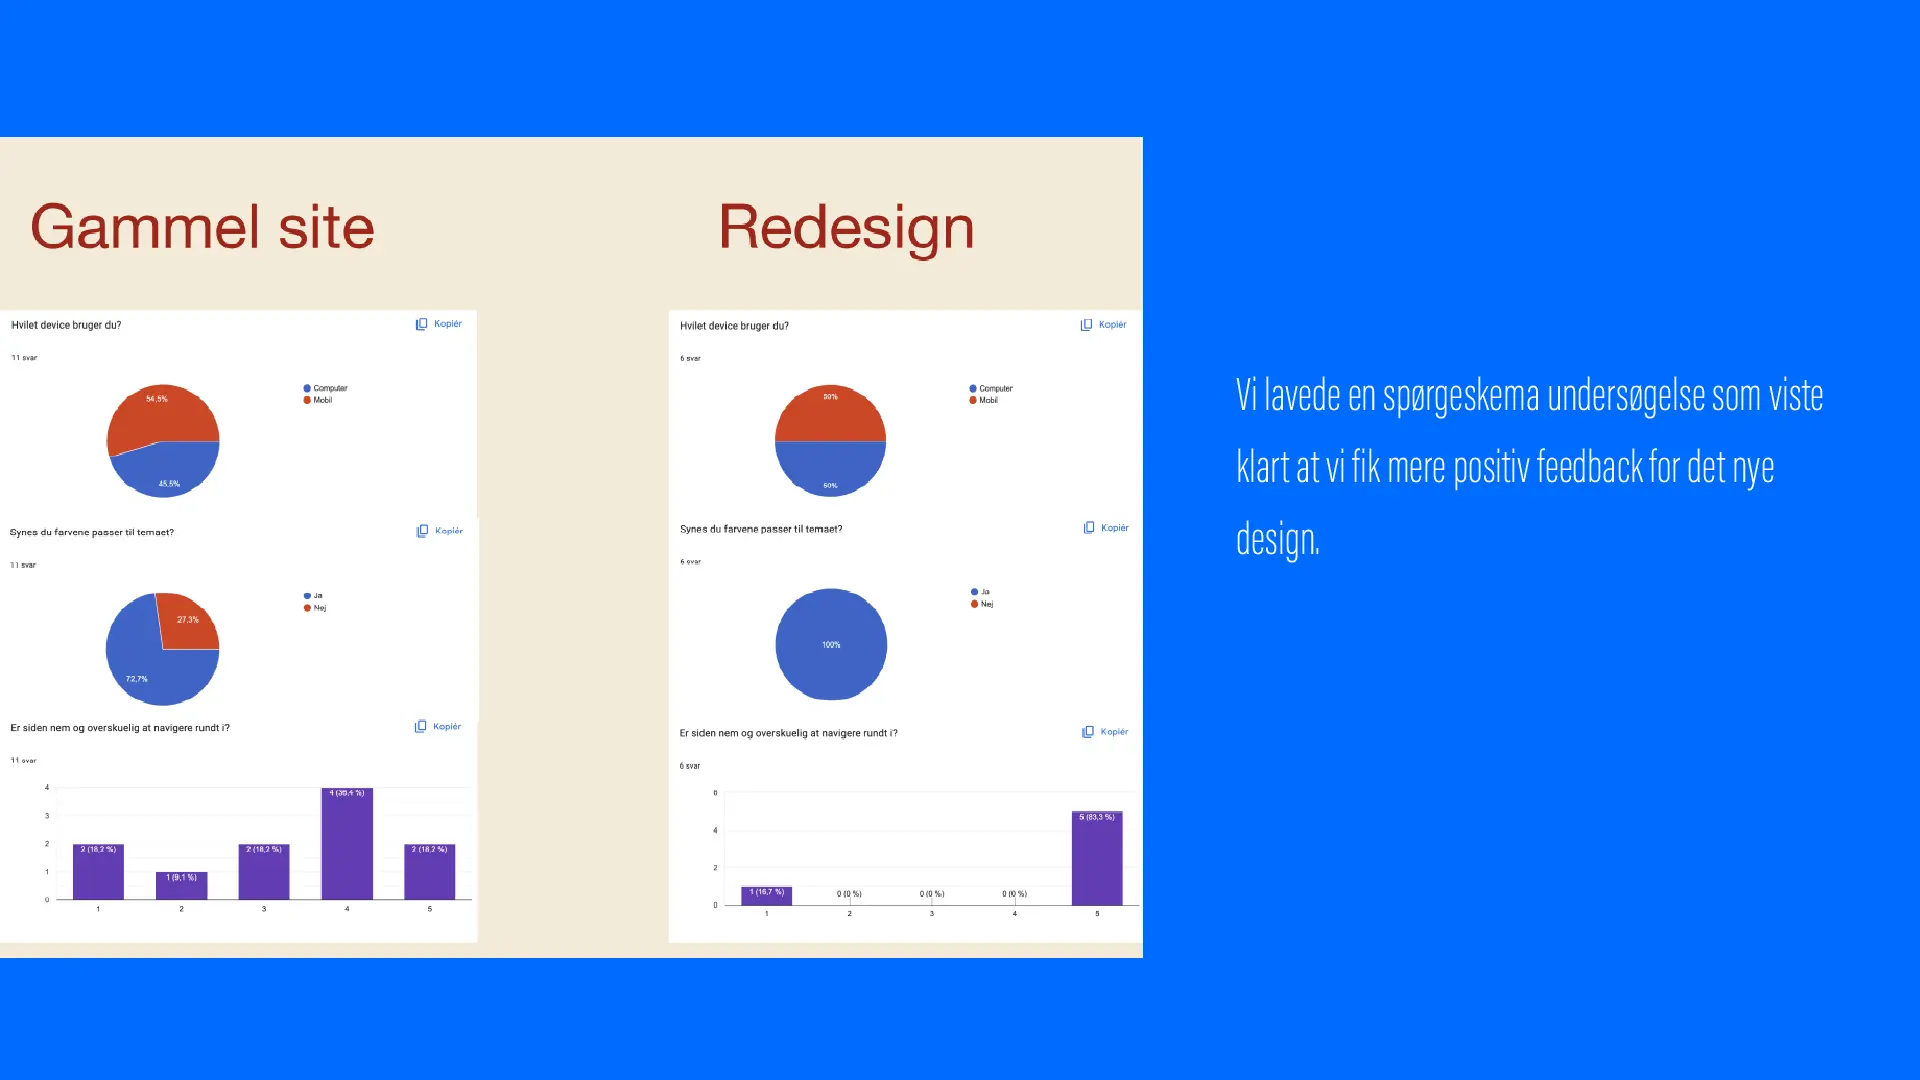 Gammel site
Hvilet device bruger du?
Kopiér
11 svar
Computer
Mobil
54,5%
45,5%
Synes du farvene passer til temaet?
Kopiér
11 svar
Ja
Nej
27,3%
72,7%
Er siden nem og overskuelig at navigere rundt i?
Kopiér
11 svar
4
3
2
1
0
2 (18,2 %)
1 (9,1 %)
2 (18,2 %)
4 (36,4 %)
2 (18,2 %)
1 2 3 4 5
Redesign
Hvilet device bruger du?
Kopiér
6 svar
Computer
Mobil
50%
50%
Synes du farvene passer til temaet?
Kopiér
6 svar
Ja
Nej
100%
Er siden nem og overskuelig at navigere rundt i?
Kopiér
6 svar
6
4
2
0
1 (16,7 %)
0 (0 %)
0 (0 %)
0 (0 %)
5 (83,3 %)
1 2 3 4 5
Vi lavede en spørgeskema undersøgelse som viste
klart at vi fik mere positiv feedback for det nye
design.